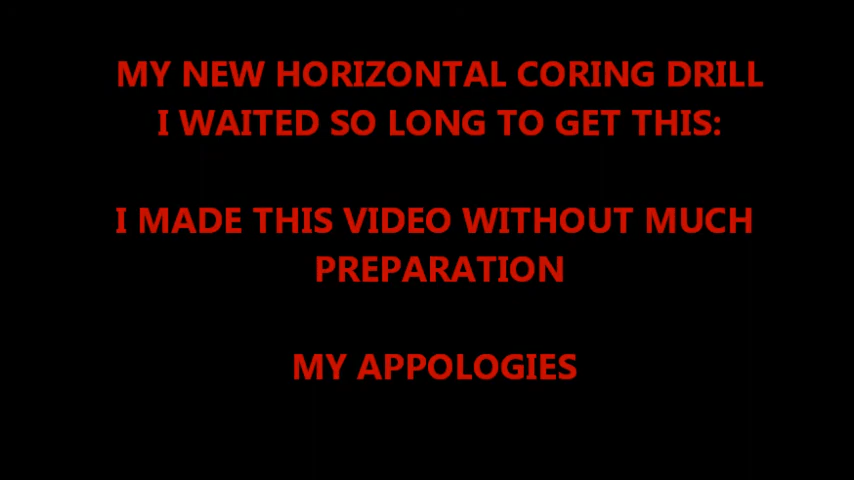 MY NEW HORIZONTAL CORING DRILL
I WAITED SO LONG TO GET THIS:
I MADE THIS VIDEO WITHOUT MUCH
PREPARATION
MY APPOLOGIES